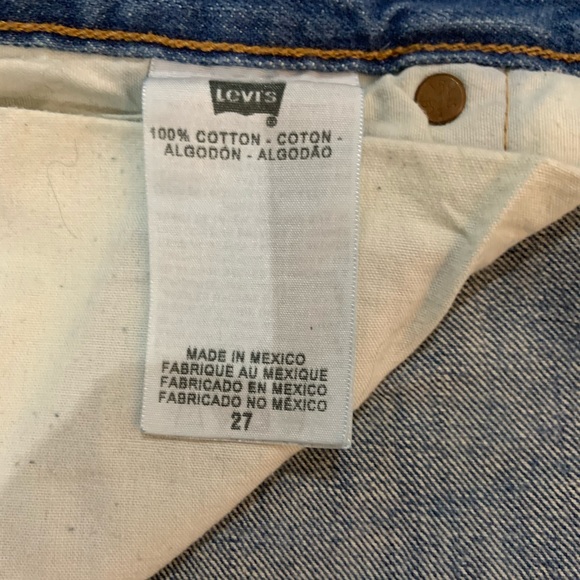 LEVI'S
®
100% COTTON - COTON -
ALGODÓN - ALGODÃO
MADE IN MEXICO
FABRIQUE AU MEXIQUE
FABRICADO EN MEXICO
FABRICADO NO MÉXICO
27